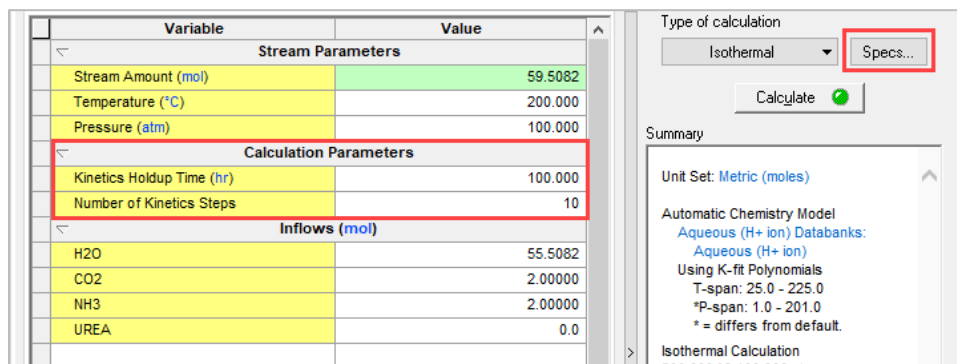 Variable Value
Stream Parameters
Stream Amount (mol) 59.5082
Temperature (°C) 200.000
Pressure (atm) 100.000
Calculation Parameters
Kinetics Holdup Time (hr) 100.000
Number of Kinetics Steps 10
Inflows (mol)
H2O 55.5082
CO2 2.00000
NH3 2.00000
UREA 0.0
Type of calculation
Isothermal Specs...
Calculate
Summary
Unit Set: Metric (moles)
Automatic Chemistry Model
Aqueous (H+ ion) Databanks:
Aqueous (H+ ion)
Using K-fit Polynomials
T-span: 25.0 - 225.0
*P-span: 1.0 - 201.0
* = differs from default.
Isothermal Calculation